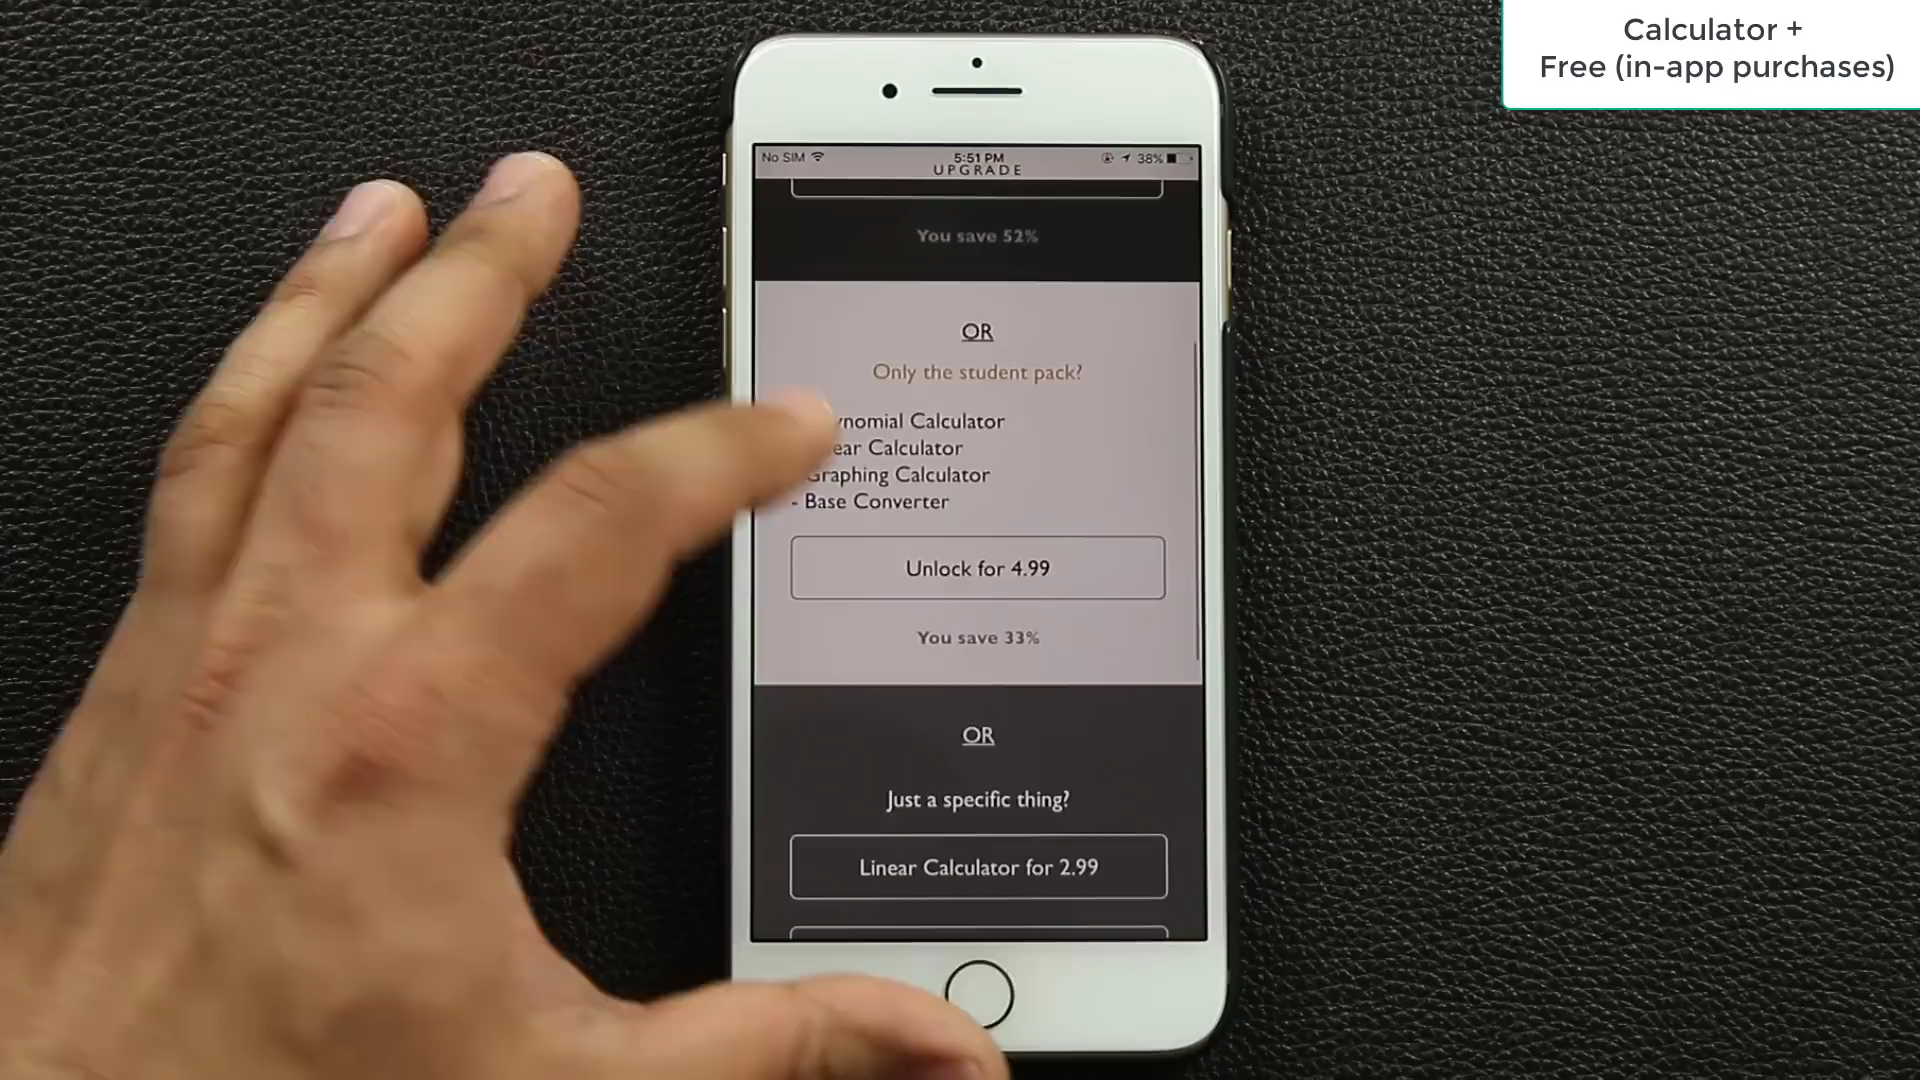 Calculator +
Free (in-app purchases)
No SIM
5:51 PM
38%
UPGRADE
You save 52%
OR
Only the student pack?
Calculator
Calculator
Graphing Calculator
- Base Converter
Unlock for 4.99
You save 33%
OR
Just a specific thing?
Linear Calculator for 2.99